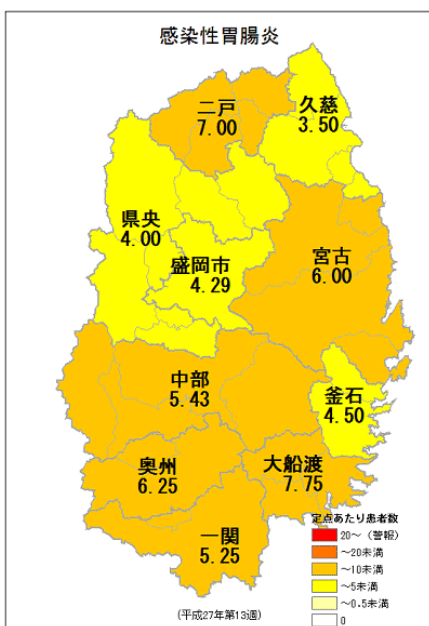 感染性胃腸炎
二戸
7.00
久慈
3.50
県央
4.00
盛岡市
4.29
宮古
6.00
中部
5.43
釜石
4.50
奥州
6.25
大船渡
7.75
一関
5.25
定点あたり患者数
20~(警報)
~20未満
~10未満
~5未満
~0.5未満
0
(平成27年第13週)